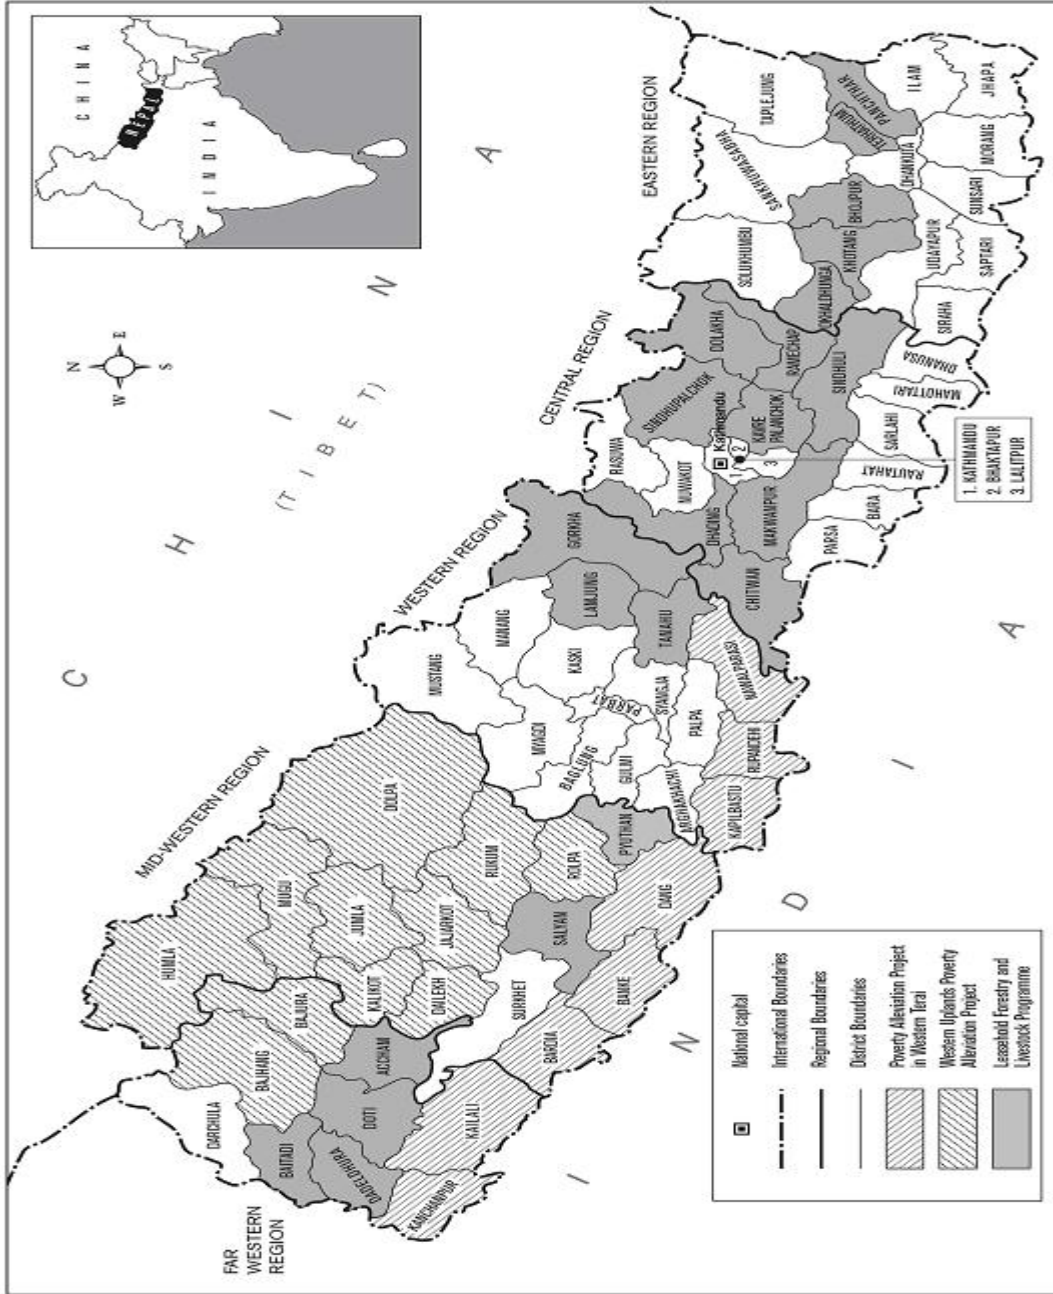 CHINA
NEPAL
INDIA
N
W
E
S
CHINA
(TIBET)
INDIA
FAR
WESTERN
REGION
MID-WESTERN REGION
WESTERN REGION
CENTRAL REGION
EASTERN REGION
DARCHULA
BAITADI
DADELDHURA
KANCHANPUR
BAJHANG
BAJURA
DOTI
ACCHAM
KAILALI
HUMLA
MUGU
JUMLA
KALIKOT
DAILEKH
JAJARKOT
DOLPA
RUKUM
ROLPA
SALYAN
SURKHET
BARDIA
BANKE
DANG
PYUTHAN
MUSTANG
MANANG
MYAGDI
KASKI
BAGLUNG
PARBAT
GULMI
SYANGJA
ARGHAKHACHI
PALPA
KAPILBASTU
RUPANDEHI
NAWALPARASI
GORKHA
LAMJUNG
TANAHU
RASUWA
NUWAKOT
DHADING
SINDHUPALCHOK
Kathmandu
1
2
3
KAVRE
PALANCHOK
DOLAKHA
RAMECHAP
SINDHULI
MAKWANPUR
CHITWAN
PARSA
BARA
RAUTAHAT
SARLAHI
MAHOTTARI
DHANUSA
SOLUKHUMBU
SANKHUWASABHA
TAPLEJUNG
OKHALDHUNGA
KHOTANG
BHOJPUR
TERHATHUM
PANCHTHAR
DHANKUTA
ILAM
UDAYAPUR
SIRAHA
SAPTARI
SUNSARI
MORANG
JHAPA
1. KATHMANDU
2. BHAKTAPUR
3. LALITPUR
National capital
International Boundaries
Regional Boundaries
District Boundaries
Poverty Alleviation Project
in Western Terai
Western Uplands Poverty
Alleviation Project
Leasehold Forestry and
Livestock Programme